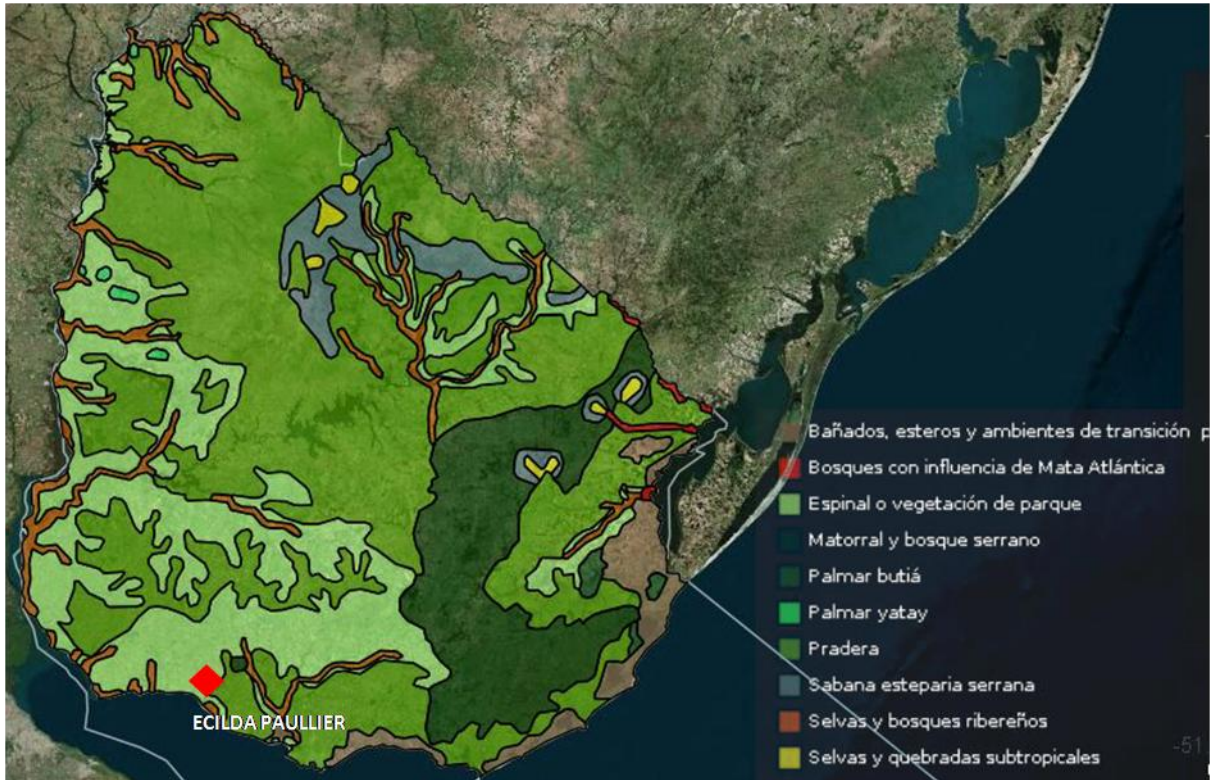 Bañados, esteros y ambientes de transición p
Bosques con influencia de Mata Atlántica
Espinal o vegetación de parque
Matorral y bosque serrano
Palmar butiá
Palmar yatay
Pradera
Sabana esteparia serrana
ECILDA PAULLIER
Selvas y bosques ribereños
Selvas y quebradas subtropicales
-51